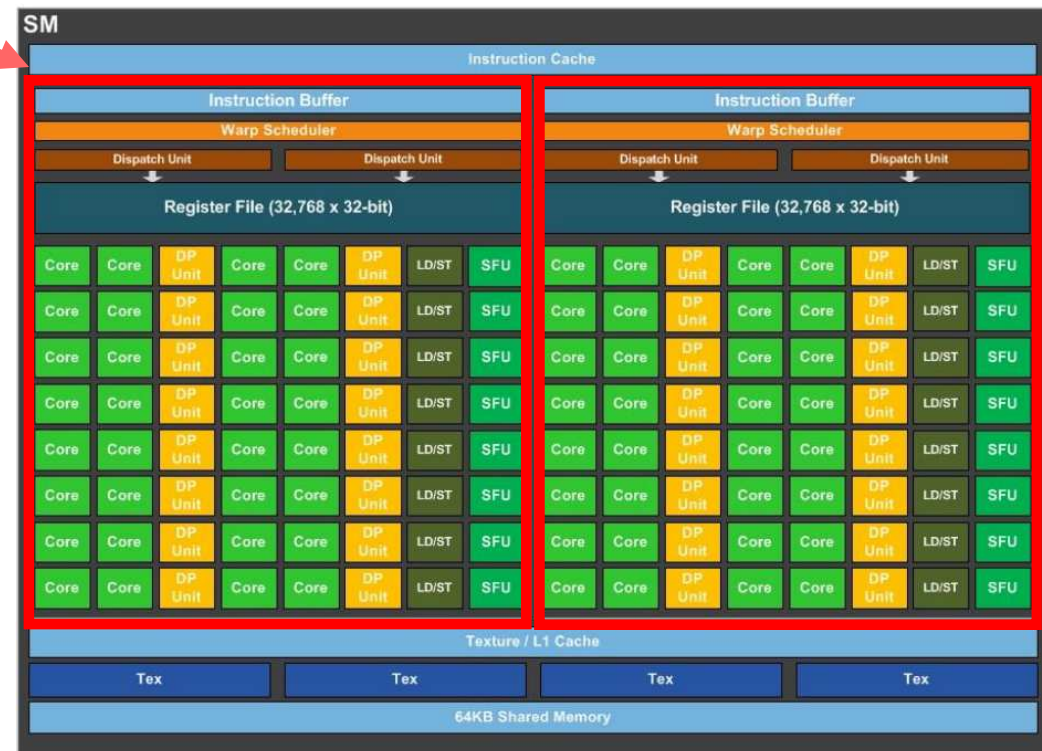 SM
Instruction Cache
Instruction Buffer Instruction Buffer
Warp Scheduler Warp Scheduler
Dispatch Unit Dispatch Unit Dispatch Unit Dispatch Unit
Register File (32,768 x 32-bit) Register File (32,768 x 32-bit)
Core Core DP Unit Core Core DP Unit LD/ST SFU Core Core DP Unit Core Core DP Unit LD/ST SFU
Core Core DP Unit Core Core DP Unit LD/ST SFU Core Core DP Unit Core Core DP Unit LD/ST SFU
Core Core DP Unit Core Core DP Unit LD/ST SFU Core Core DP Unit Core Core DP Unit LD/ST SFU
Core Core DP Unit Core Core DP Unit LD/ST SFU Core Core DP Unit Core Core DP Unit LD/ST SFU
Core Core DP Unit Core Core DP Unit LD/ST SFU Core Core DP Unit Core Core DP Unit LD/ST SFU
Core Core DP Unit Core Core DP Unit LD/ST SFU Core Core DP Unit Core Core DP Unit LD/ST SFU
Core Core DP Unit Core Core DP Unit LD/ST SFU Core Core DP Unit Core Core DP Unit LD/ST SFU
Core Core DP Unit Core Core DP Unit LD/ST SFU Core Core DP Unit Core Core DP Unit LD/ST SFU
Texture / L1 Cache
Tex Tex Tex Tex
64KB Shared Memory